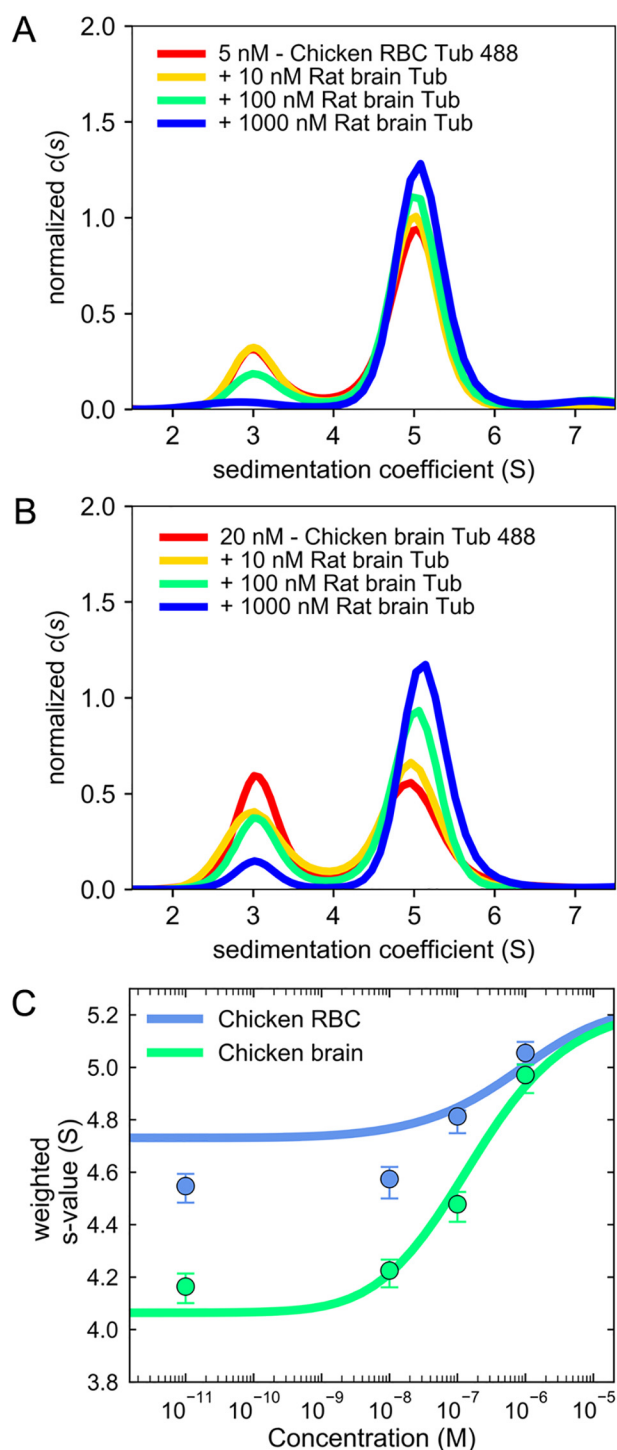 A
2.0
1.5
1.0
0.5
0.0
normalized c(s)
5 nM - Chicken RBC Tub 488
+ 10 nM Rat brain Tub
+ 100 nM Rat brain Tub
+ 1000 nM Rat brain Tub
2 3 4 5 6 7
sedimentation coefficient (S)
B
2.0
1.5
1.0
0.5
0.0
normalized c(s)
20 nM - Chicken brain Tub 488
+ 10 nM Rat brain Tub
+ 100 nM Rat brain Tub
+ 1000 nM Rat brain Tub
2 3 4 5 6 7
sedimentation coefficient (S)
C
5.2
5.0
4.8
4.6
4.4
4.2
4.0
3.8
weighted
s-value (S)
Chicken RBC
Chicken brain
10⁻¹¹ 10⁻¹⁰ 10⁻⁹ 10⁻⁸ 10⁻⁷ 10⁻⁶ 10⁻⁵
Concentration (M)